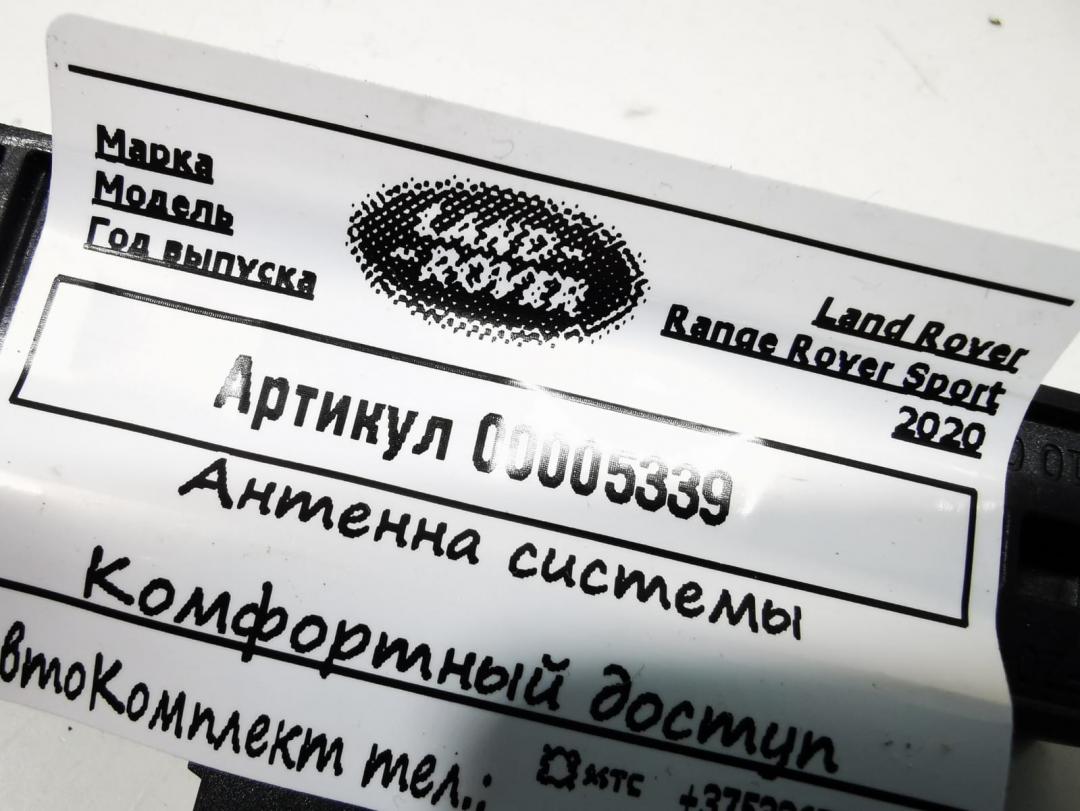 Марка
Модель
Год выпуска
LAND-
-ROVER
Land Rover
Range Rover Sport
2020
Артикул 00005339
Антенна системы
Комфортный доступ
втоКомплект тел.:
МТС